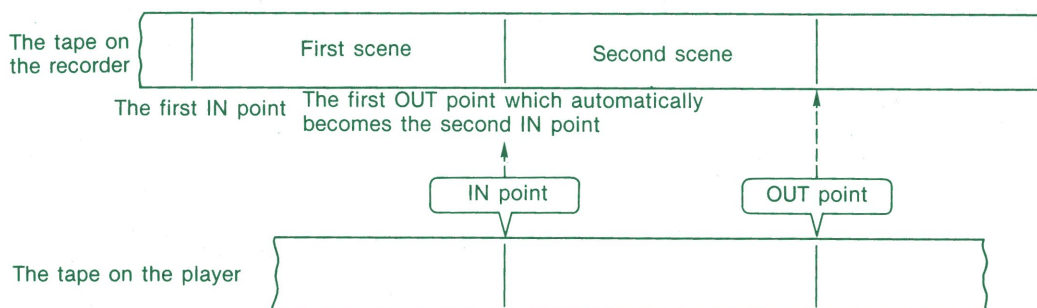 The tape on
the recorder
First scene
Second scene
The first IN point
The first OUT point which automatically
becomes the second IN point
IN point
OUT point
The tape on the player